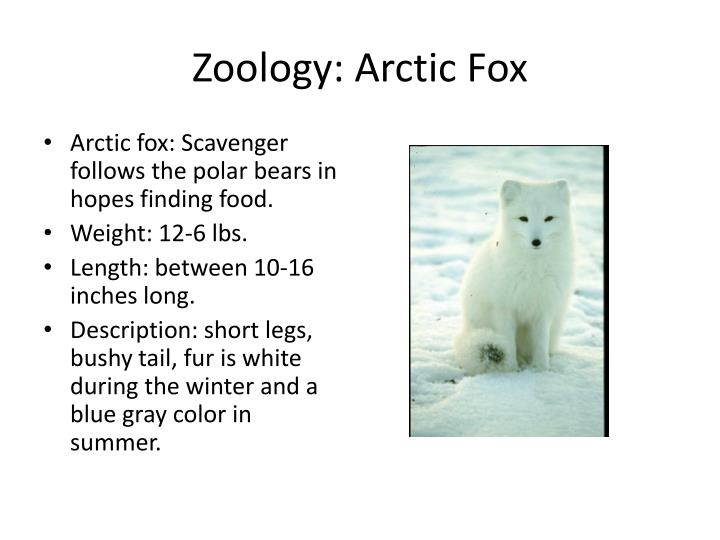 Zoology: Arctic Fox
• Arctic fox: Scavenger
follows the polar bears in
hopes finding food.
• Weight: 12-6 lbs.
• Length: between 10-16
inches long.
• Description: short legs,
bushy tail, fur is white
during the winter and a
blue gray color in
summer.